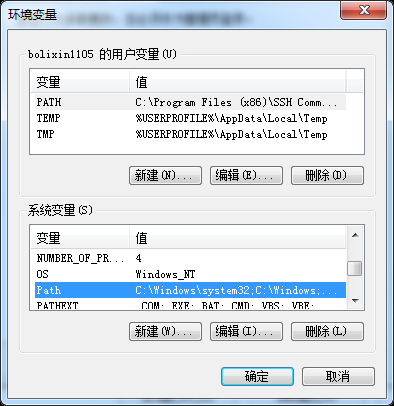 环境变量
bolixin1105 的用户变量(U)
变量 值
PATH C:\Program Files (x86)\SSH Comm...
TEMP %USERPROFILE%\AppData\Local\Temp
TMP %USERPROFILE%\AppData\Local\Temp
新建(N)... 编辑(E)... 删除(D)
系统变量(S)
变量 值
NUMBER_OF_PR... 4
OS Windows_NT
Path C:\Windows\system32;C:\Windows;...
PATHEXT .COM;.EXE;.BAT;.CMD;.VBS;.VBE;
新建(W)... 编辑(I)... 删除(L)
确定 取消